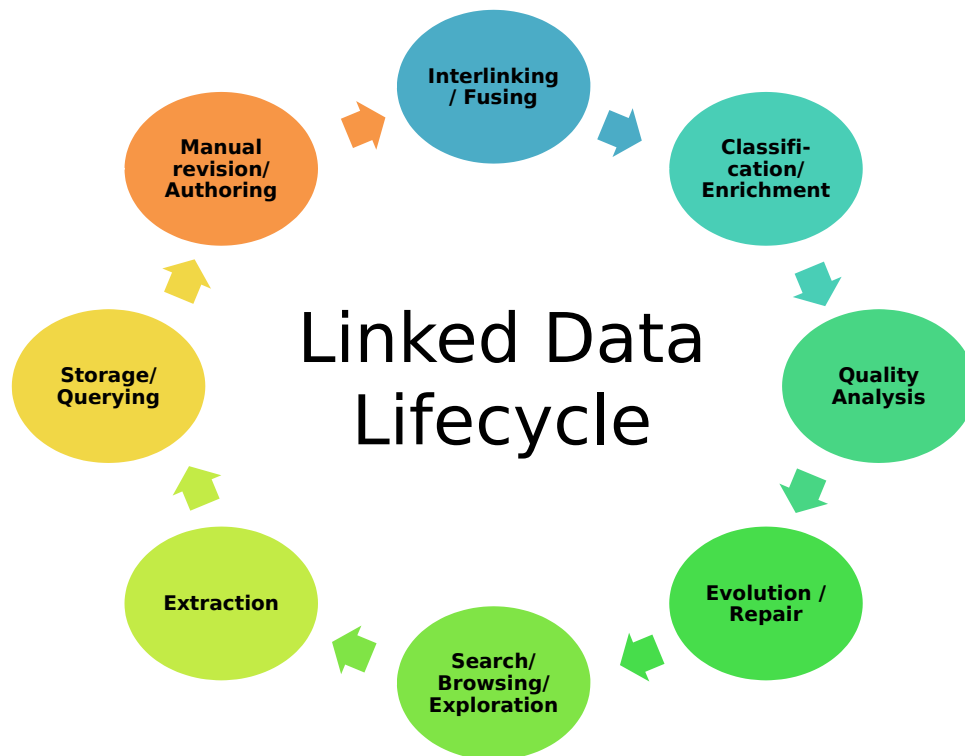 Interlinking
/ Fusing
Classifi-
cation/
Enrichment
Quality
Analysis
Evolution /
Repair
Search/
Browsing/
Exploration
Extraction
Storage/
Querying
Manual
revision/
Authoring
Linked Data
Lifecycle